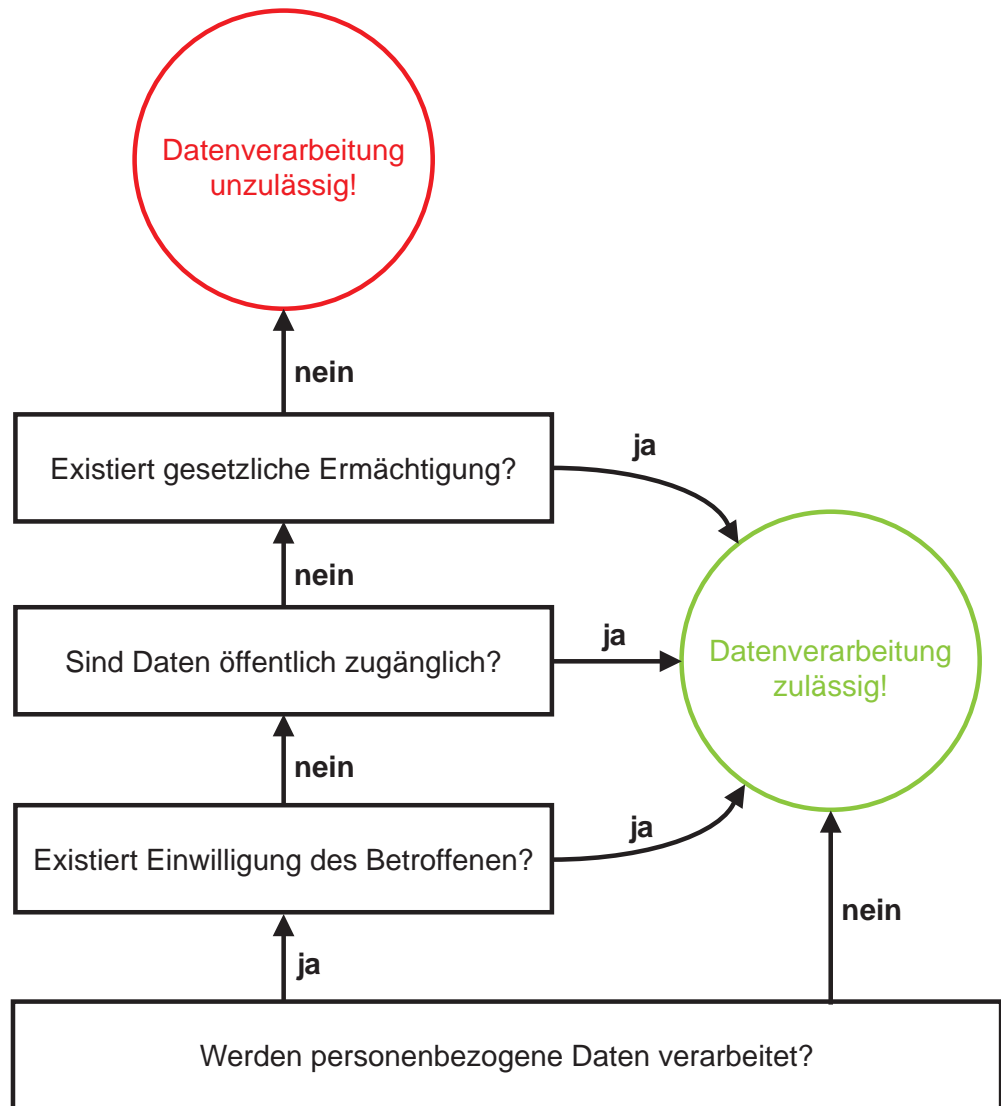 Datenverarbeitung
unzulässig!
nein
Existiert gesetzliche Ermächtigung?
ja
nein
Sind Daten öffentlich zugänglich?
ja
Datenverarbeitung
zulässig!
nein
Existiert Einwilligung des Betroffenen?
ja
nein
ja
Werden personenbezogene Daten verarbeitet?